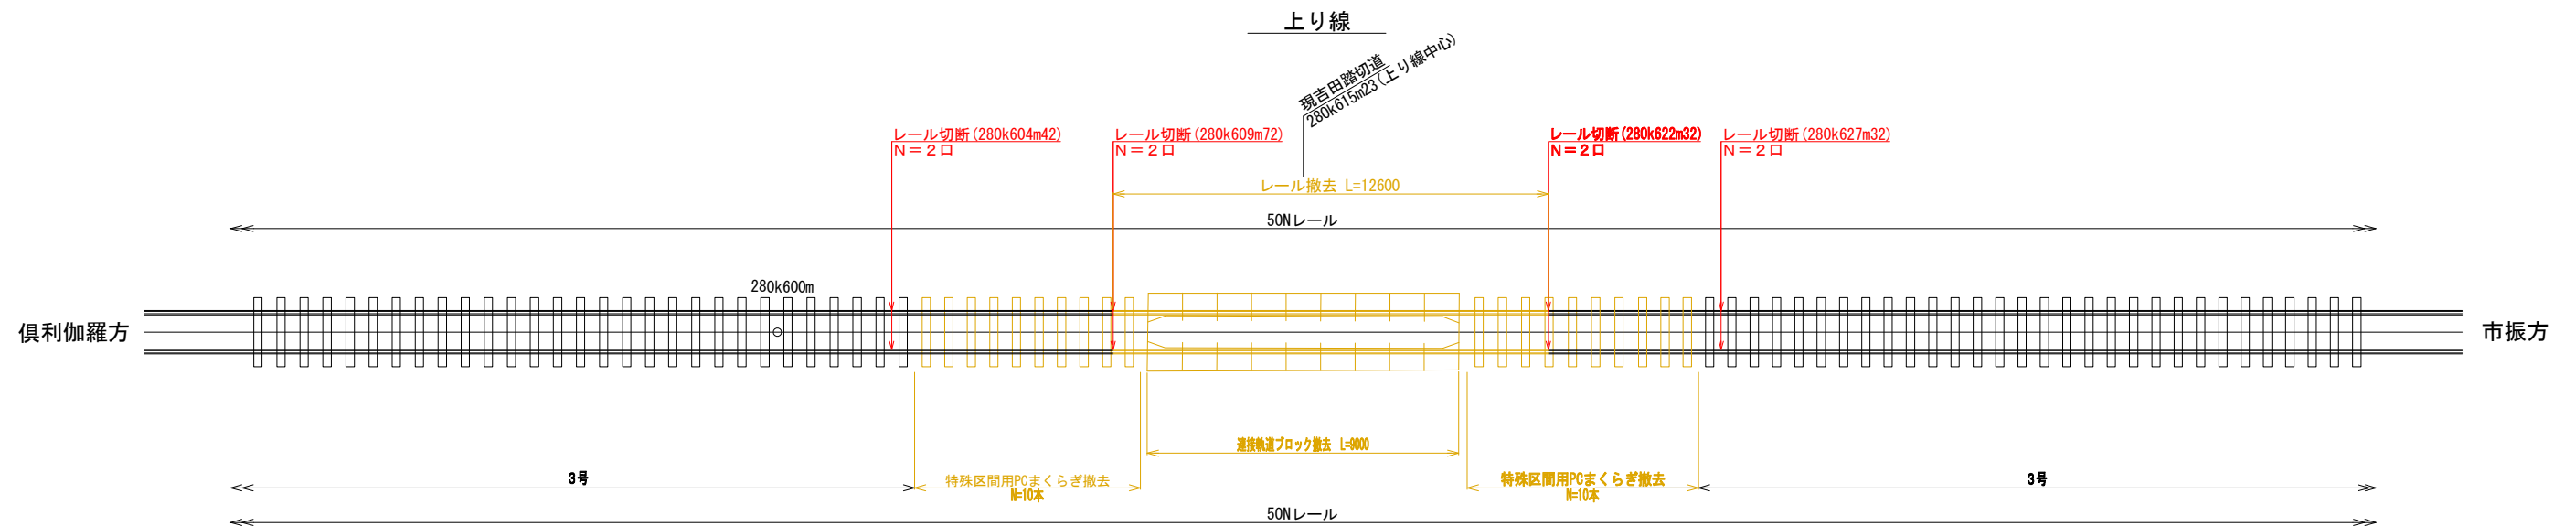 上り線
現吉田踏切道
280k615m23(上り線中心)
レール切断(280k604m42)
N=2口
レール切断(280k609m72)
N=2口
レール切断(280k622m32)
N=2口
レール切断(280k627m32)
N=2口
レール撤去 L=12600
50Nレール
280k600m
倶利伽羅方
市振方
連接軌道ブロック撤去 L=9000
3号
特殊区間用PCまくらぎ撤去
N=10本
特殊区間用PCまくらぎ撤去
N=10本
3号
50Nレール